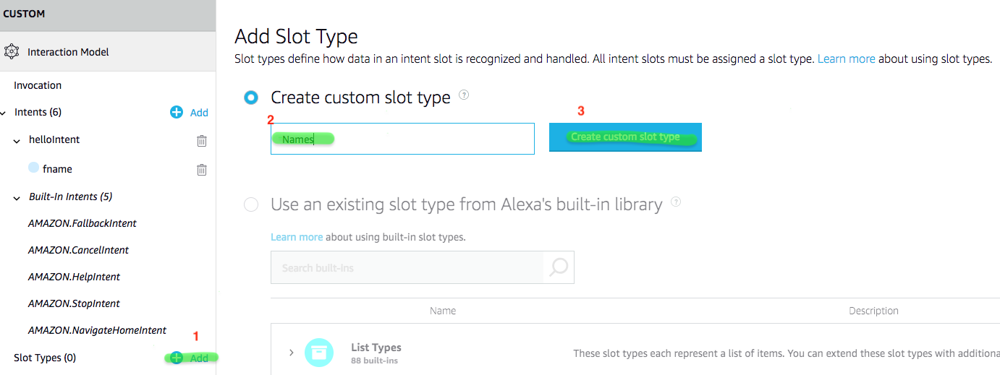 CUSTOM
Interaction Model
Invocation
Intents (6)
Add
helloIntent
fname
Built-In Intents (5)
AMAZON.FallbackIntent
AMAZON.CancelIntent
AMAZON.HelpIntent
AMAZON.StopIntent
AMAZON.NavigateHomeIntent
1
Slot Types (0)
Add
Add Slot Type
Slot types define how data in an intent slot is recognized and handled. All intent slots must be assigned a slot type. Learn more about using slot types.
Create custom slot type ?
2
3
Names
Create custom slot type
Use an existing slot type from Alexa's built-in library ?
Learn more about using built-in slot types.
Search built-ins
Name
Description
List Types
88 built-ins
These slot types each represent a list of items. You can extend these slot types with additiona